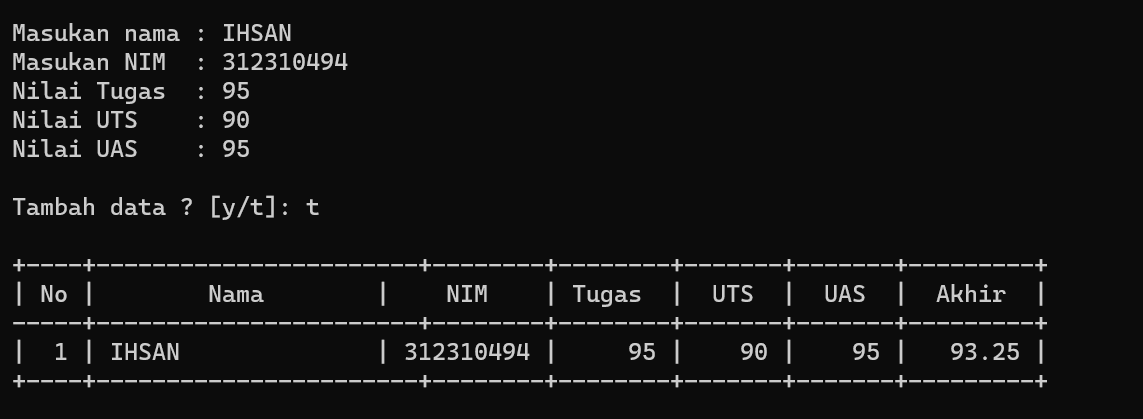 Masukan nama : IHSAN
Masukan NIM  : 312310494
Nilai Tugas  : 95
Nilai UTS    : 90
Nilai UAS    : 95
Tambah data ? [y/t]: t
+----+-----------------------+--------+--------+-------+-------+---------+
| No |        Nama        |    NIM    | Tugas  |  UTS  |  UAS  |  Akhir  |
-----+-----------------------+--------+--------+-------+-------+---------+
|  1 | IHSAN              | 312310494 |     95 |    90 |    95 |   93.25 |
+----+-----------------------+--------+--------+-------+-------+---------+